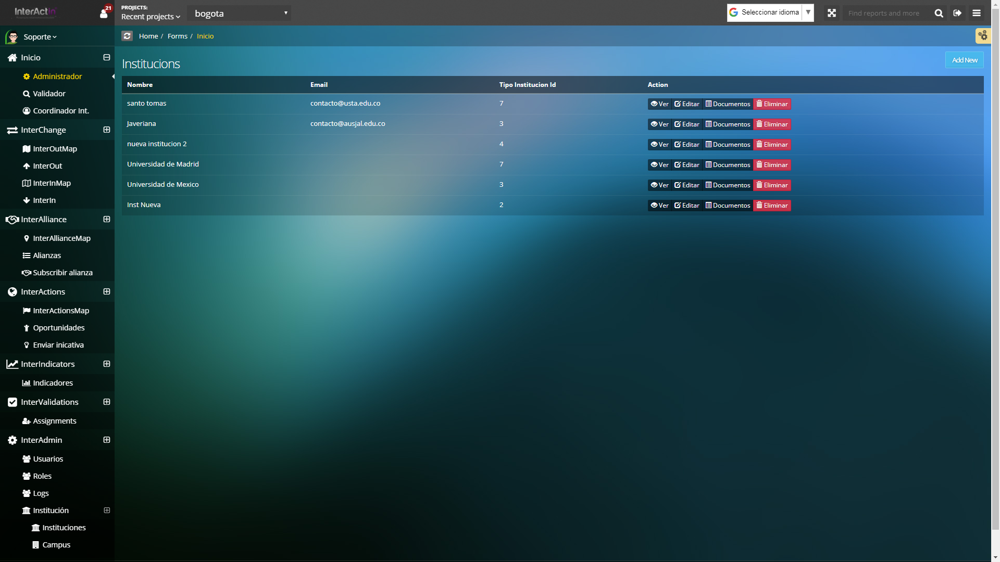 InterActin
21
PROJECTS:
Recent projects
bogota
Seleccionar idioma
Find reports and more
Soporte
Home / Forms / Inicio
Inicio
Administrador
Validador
Coordinador Int.
InterChange
InterOutMap
InterOut
InterInMap
InterIn
InterAlliance
InterAllianceMap
Alianzas
Subscribir alianza
InterActions
InterActionsMap
Oportunidades
Enviar inicativa
InterIndicators
Indicadores
InterValidations
Assignments
InterAdmin
Usuarios
Roles
Logs
Institución
Instituciones
Campus
Institucions
Add New
Nombre Email Tipo Institucion Id Action
santo tomas contacto@usta.edu.co 7 Ver Editar Documentos Eliminar
Javeriana contacto@ausjal.edu.co 3 Ver Editar Documentos Eliminar
nueva institucion 2 4 Ver Editar Documentos Eliminar
Universidad de Madrid 7 Ver Editar Documentos Eliminar
Universidad de Mexico 3 Ver Editar Documentos Eliminar
Inst Nueva 2 Ver Editar Documentos Eliminar